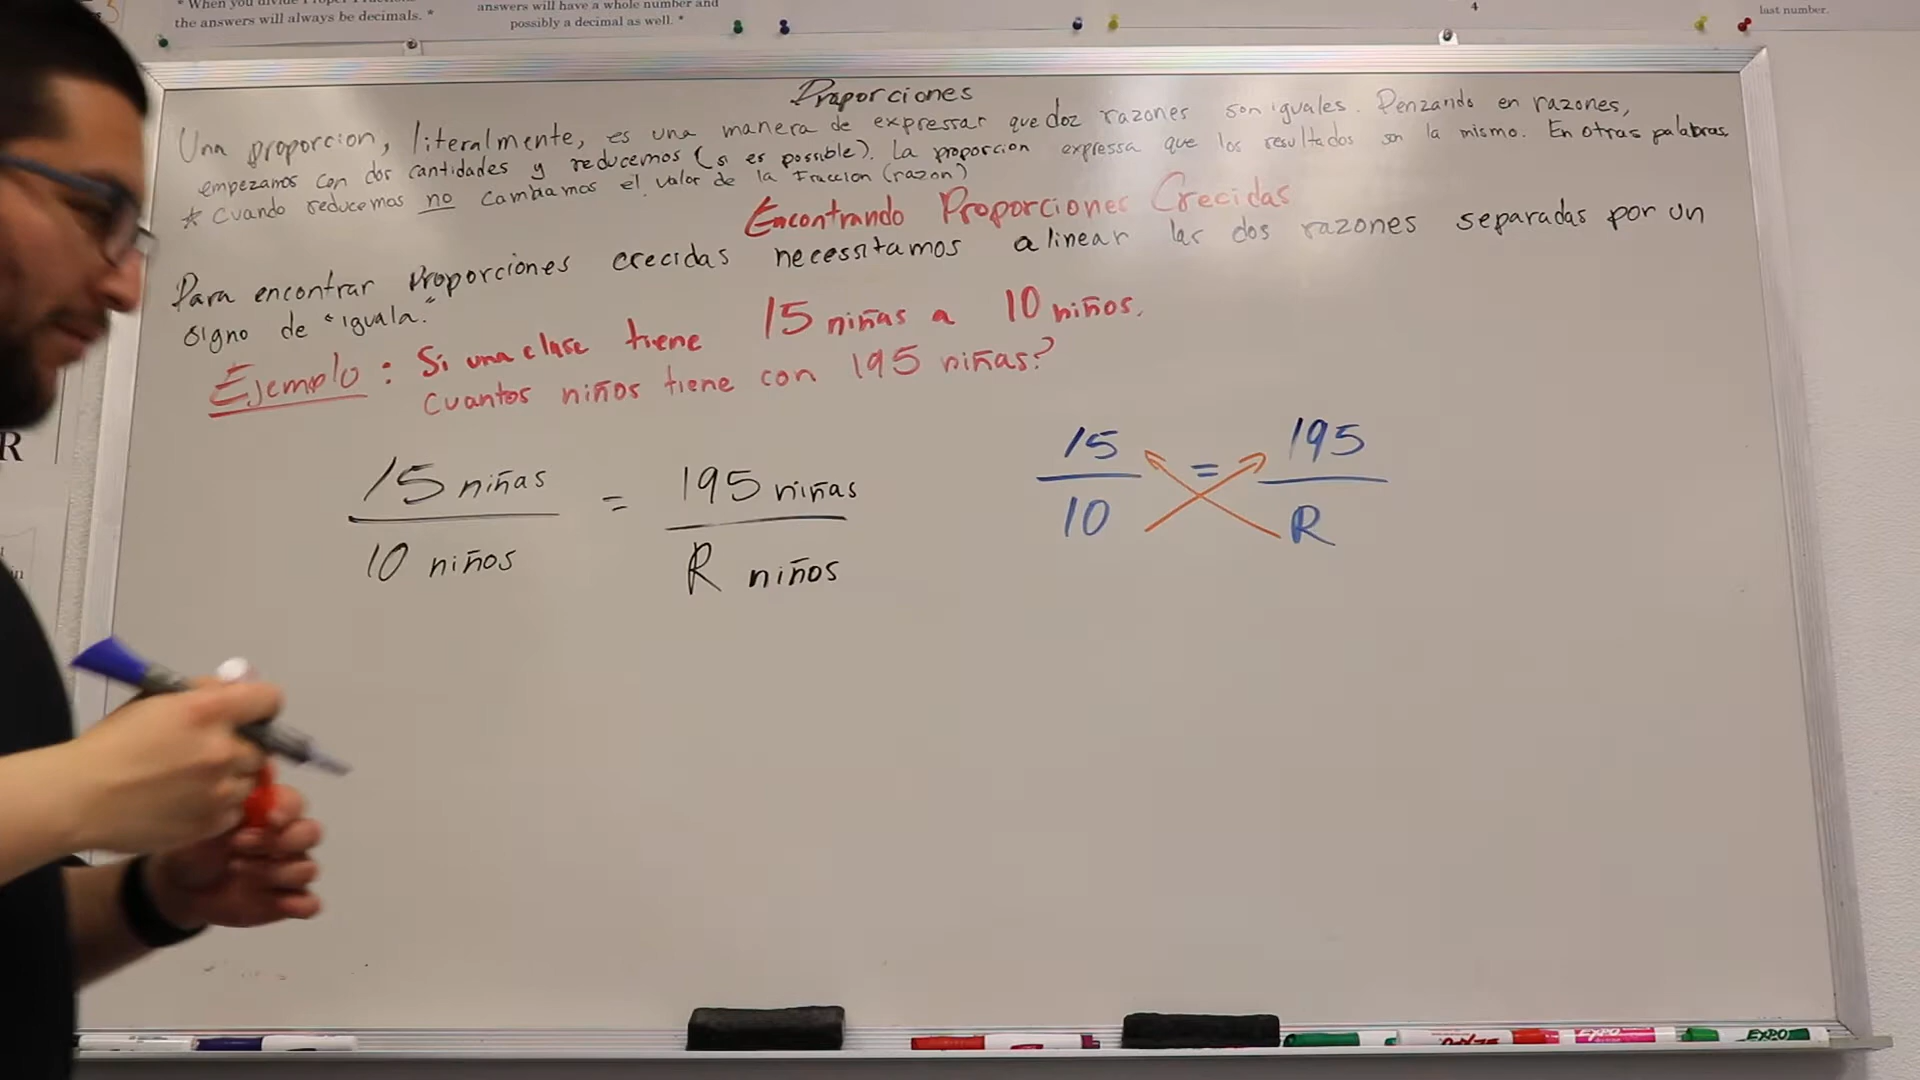 * When you divide
the answers will always be decimals. *
answers will have a whole number and
possibly a decimal as well. *
4
last number.
Proporciones
Una proporcion, literalmente, es una manera de expressar que doz razones son iguales. Penzando en razones,
empezamos con dos cantidades y reducemos (si es possible). La proporcion expressa que los resultados son la mismo. En otras palabras
* Cuando reducemos no cambiamos el valor de la Fraccion (razon)
Encontrando Proporciones Crecidas
Para encontrar Proporciones crecidas necessitamos alinear las dos razones separadas por un
signo de "iguala."
Ejemplo: Si una clase tiene 15 niñas a 10 niños.
cuantos niños tiene con 195 niñas?
15 niñas = 195 niñas
10 niños R niños
15 = 195
10 R
R
EXPO
EXPO